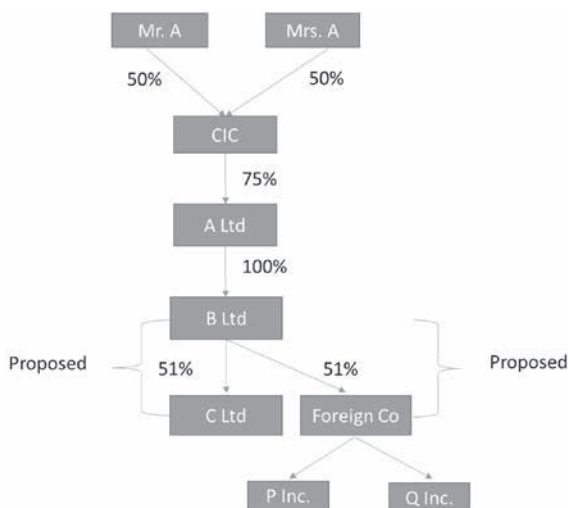 Mr. A
Mrs. A
50%
50%
CIC
75%
A Ltd
100%
B Ltd
Proposed
51%
51%
Proposed
C Ltd
Foreign Co
P Inc.
Q Inc.